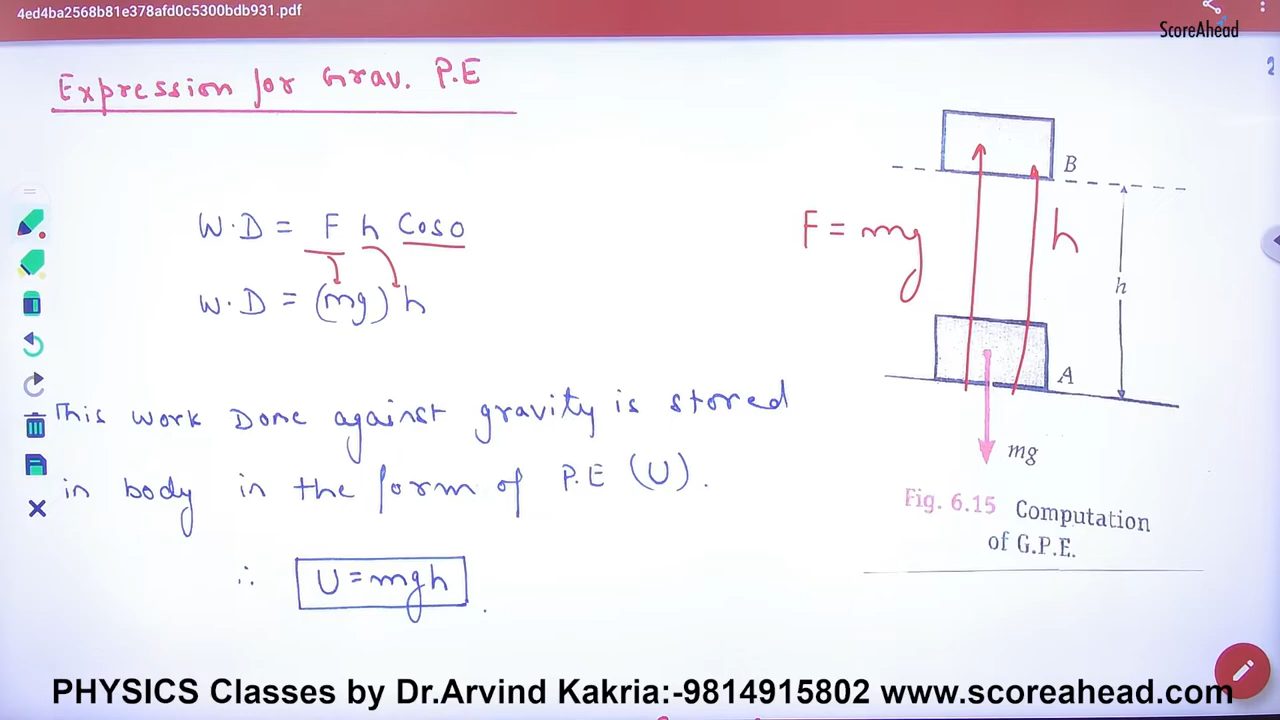 4ed4ba2568b81e378afd0c5300bdb931.pdf
ScoreAhead
2
Expression for Grav. P.E
W.D = F h Cos0
W.D = (mg) h
This work Done against gravity is stored
in body in the form of P.E (U).
∴ U = mgh.
B
F = mg
h
h
A
mg
Fig. 6.15 Computation
of G.P.E.
PHYSICS Classes by Dr.Arvind Kakria:-9814915802 www.scoreahead.com